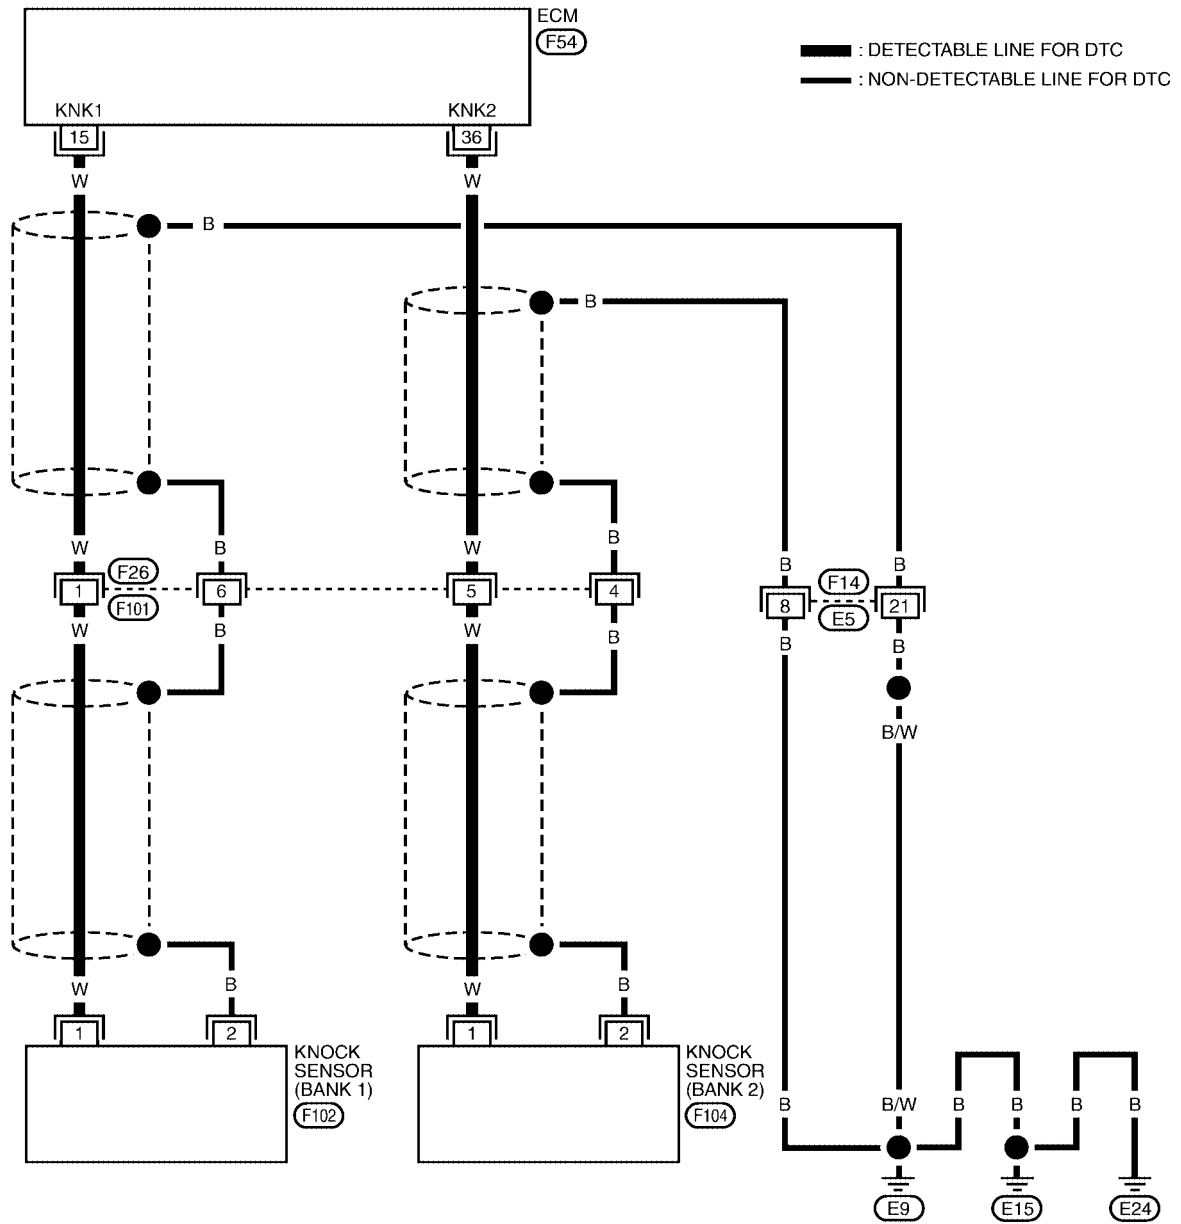 ECM
F54
: DETECTABLE LINE FOR DTC
: NON-DETECTABLE LINE FOR DTC
KNK1
KNK2
15
36
W
W
B
B
W
B
W
B
B
B
F26
F101
1
6
5
4
8
F14
E5
21
W
B
W
B
B
B
B/W
W
B
W
B
1
2
1
2
KNOCK
SENSOR
(BANK 1)
F102
KNOCK
SENSOR
(BANK 2)
F104
B
B/W
B
B
B
B
E9
E15
E24